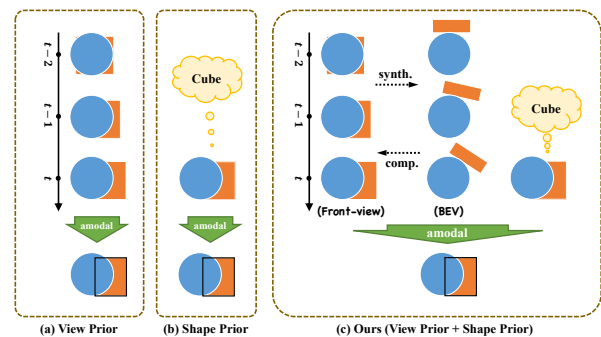 t−2
t−1
t
amodal
(a) View Prior
Cube
amodal
(b) Shape Prior
t−2
t−1
t
synth.
comp.
(Front-view)
(BEV)
Cube
amodal
(c) Ours (View Prior + Shape Prior)